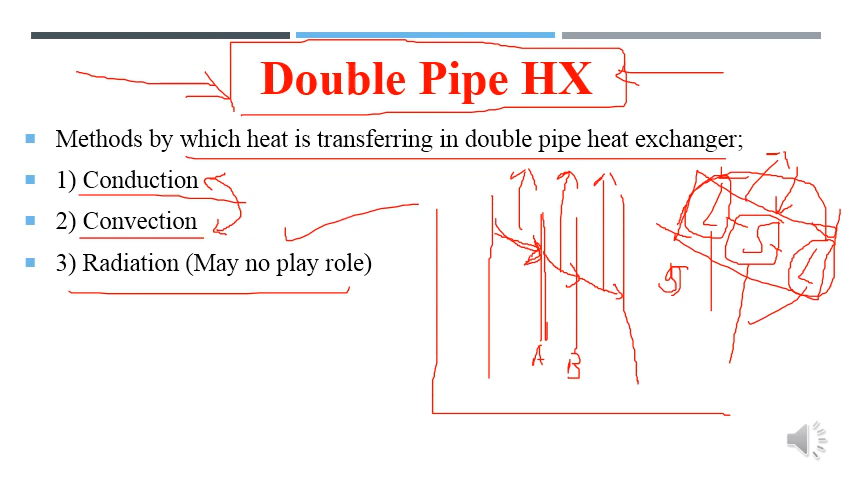 Double Pipe HX
Methods by which heat is transferring in double pipe heat exchanger;
1) Conduction
2) Convection
3) Radiation (May no play role)
A B